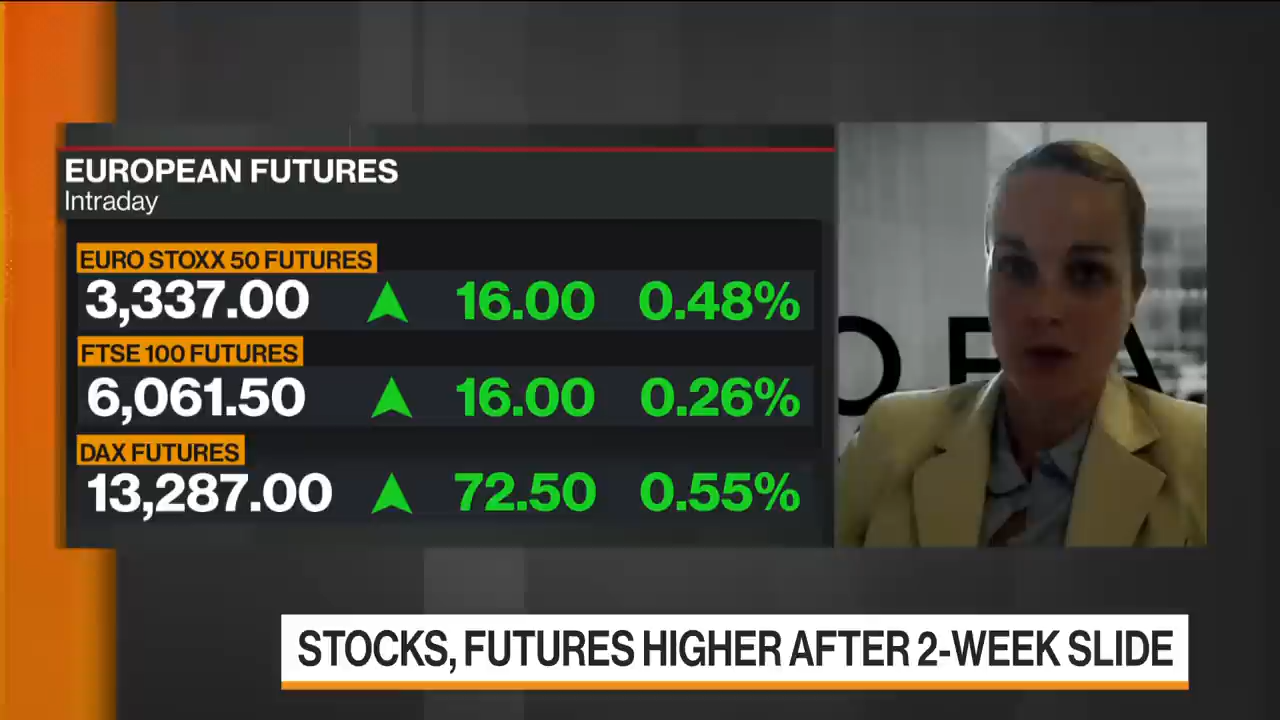 EUROPEAN FUTURES
Intraday
EURO STOXX 50 FUTURES
3,337.00 ▲ 16.00 0.48%
FTSE 100 FUTURES
6,061.50 ▲ 16.00 0.26%
DAX FUTURES
13,287.00 ▲ 72.50 0.55%
STOCKS, FUTURES HIGHER AFTER 2-WEEK SLIDE